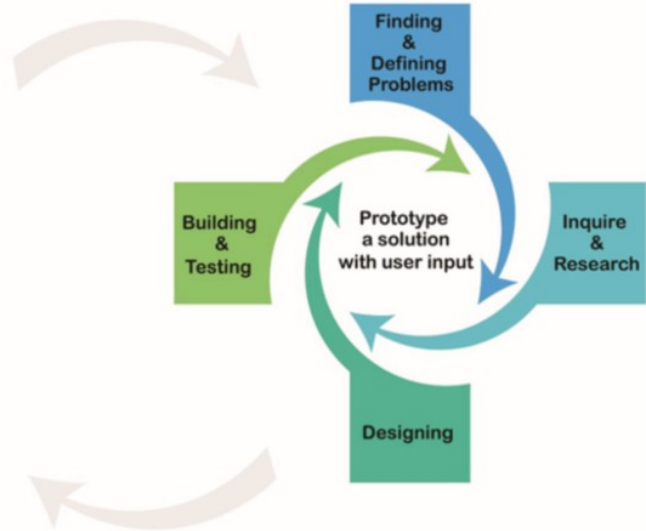 Finding
&
Defining
Problems
Building
&
Testing
Prototype
a solution
with user input
Inquire
&
Research
Designing